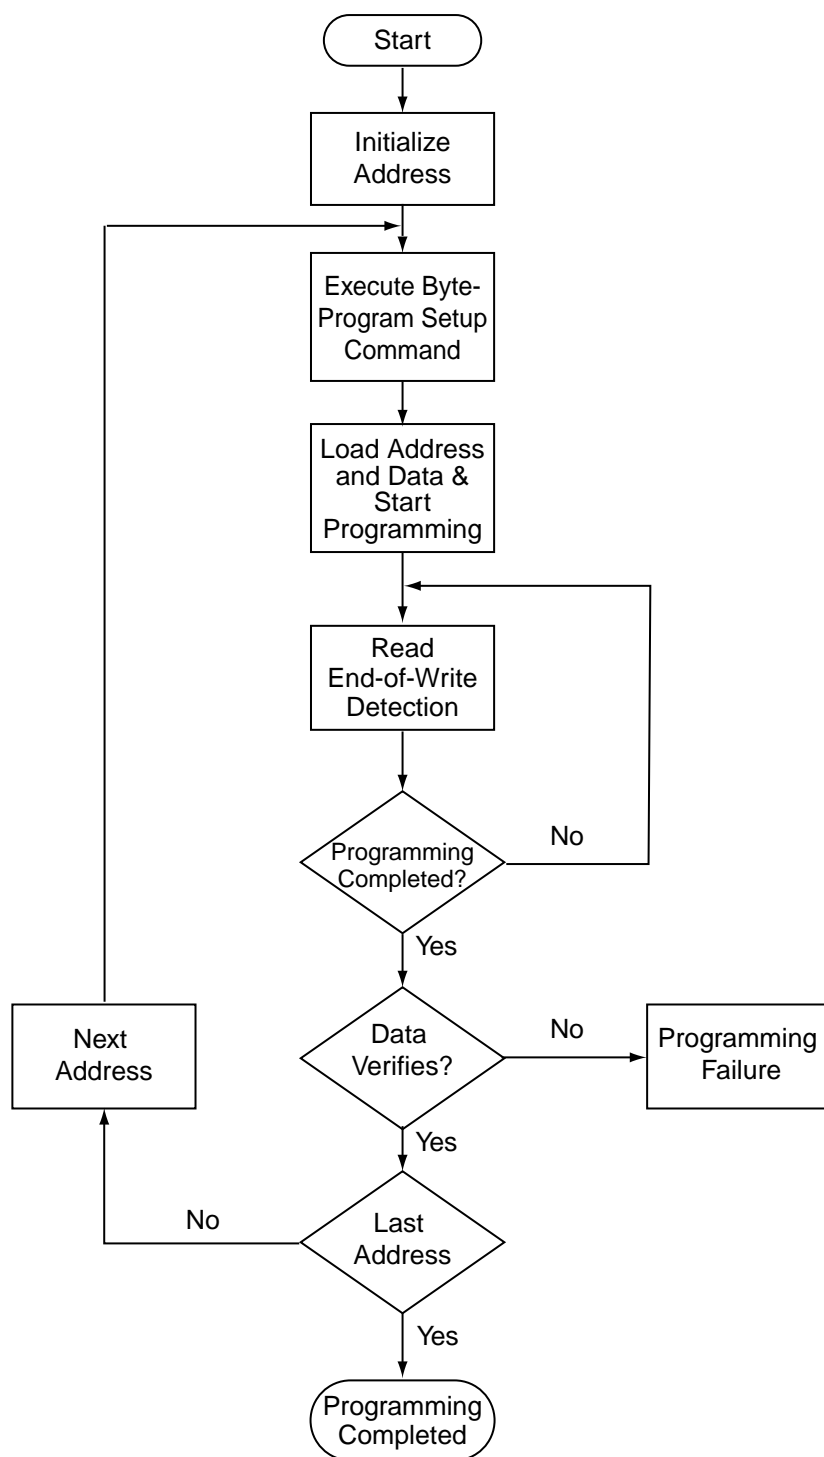 Start
Initialize
Address
Execute Byte-
Program Setup
Command
Load Address
and Data &
Start
Programming
Read
End-of-Write
Detection
Programming
Completed?
No
Yes
Next
Address
Data
Verifies?
No
Programming
Failure
Yes
No
Last
Address
Yes
Programming
Completed